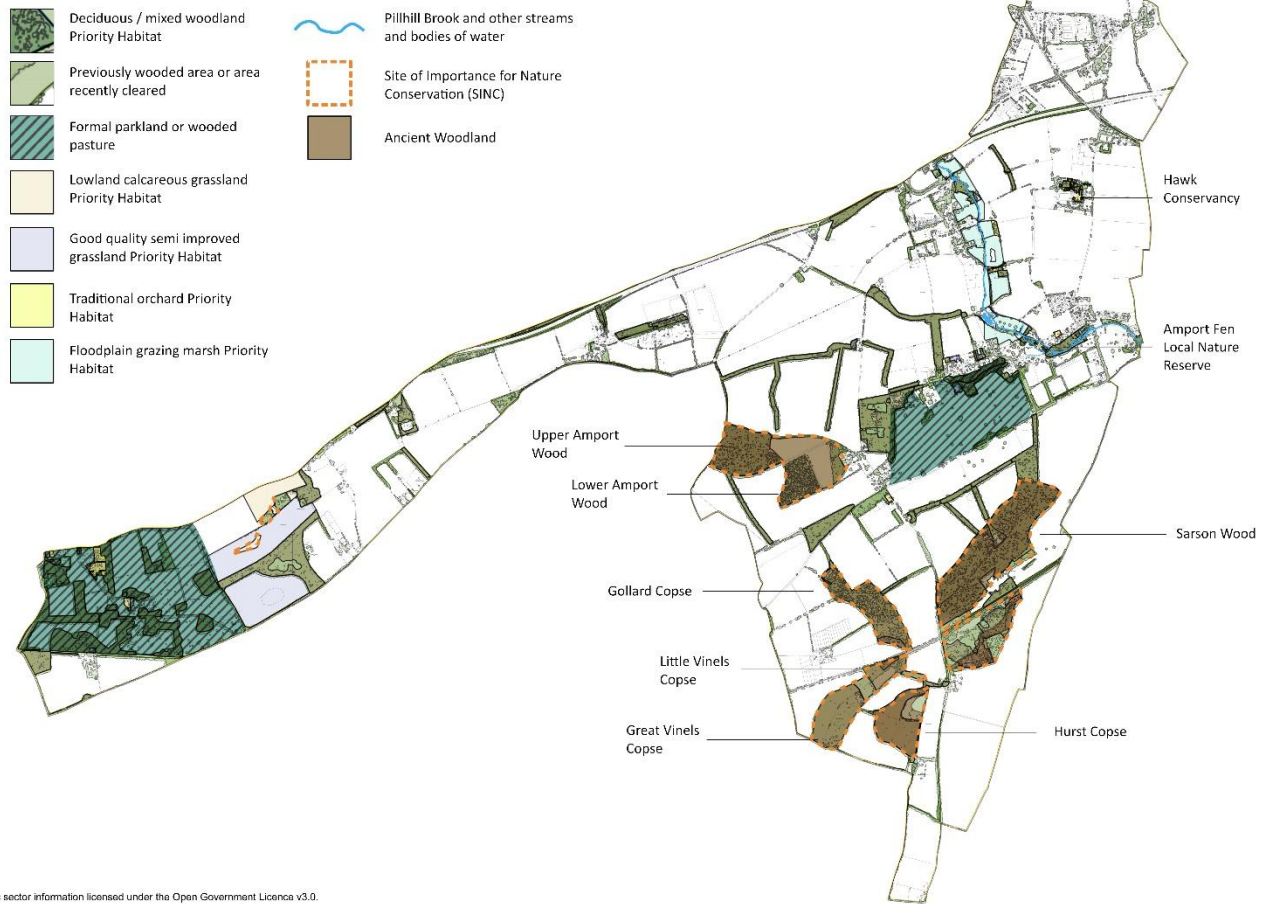 Deciduous / mixed woodland
Priority Habitat
Previously wooded area or area
recently cleared
Formal parkland or wooded
pasture
Lowland calcareous grassland
Priority Habitat
Good quality semi improved
grassland Priority Habitat
Traditional orchard Priority
Habitat
Floodplain grazing marsh Priority
Habitat
Pillhill Brook and other streams
and bodies of water
Site of Importance for Nature
Conservation (SINC)
Ancient Woodland
Hawk
Conservancy
Amport Fen
Local Nature
Reserve
Upper Amport
Wood
Lower Amport
Wood
Sarson Wood
Gollard Copse
Little Vinels
Copse
Great Vinels
Copse
Hurst Copse
sector information licensed under the Open Government Licence v3.0.